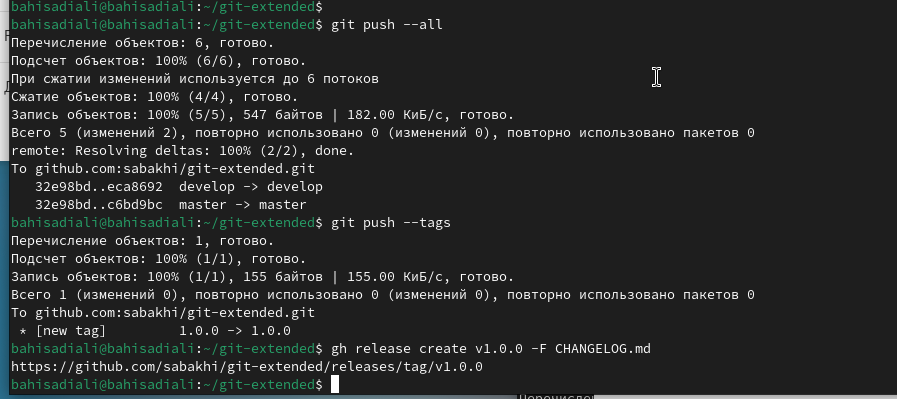 bahisadiali@bahisadiali:~/git-extended$
bahisadiali@bahisadiali:~/git-extended$ git push --all
Перечисление объектов: 6, готово.
Подсчет объектов: 100% (6/6), готово.
При сжатии изменений используется до 6 потоков
Сжатие объектов: 100% (4/4), готово.
Запись объектов: 100% (5/5), 547 байтов | 182.00 КиБ/с, готово.
Всего 5 (изменений 2), повторно использовано 0 (изменений 0), повторно использовано пакетов 0
remote: Resolving deltas: 100% (2/2), done.
To github.com:sabakhi/git-extended.git
   32e98bd..eca8692  develop -> develop
   32e98bd..c6bd9bc  master -> master
bahisadiali@bahisadiali:~/git-extended$ git push --tags
Перечисление объектов: 1, готово.
Подсчет объектов: 100% (1/1), готово.
Запись объектов: 100% (1/1), 155 байтов | 155.00 КиБ/с, готово.
Всего 1 (изменений 0), повторно использовано 0 (изменений 0), повторно использовано пакетов 0
To github.com:sabakhi/git-extended.git
 * [new tag]         1.0.0 -> 1.0.0
bahisadiali@bahisadiali:~/git-extended$ gh release create v1.0.0 -F CHANGELOG.md
https://github.com/sabakhi/git-extended/releases/tag/v1.0.0
bahisadiali@bahisadiali:~/git-extended$